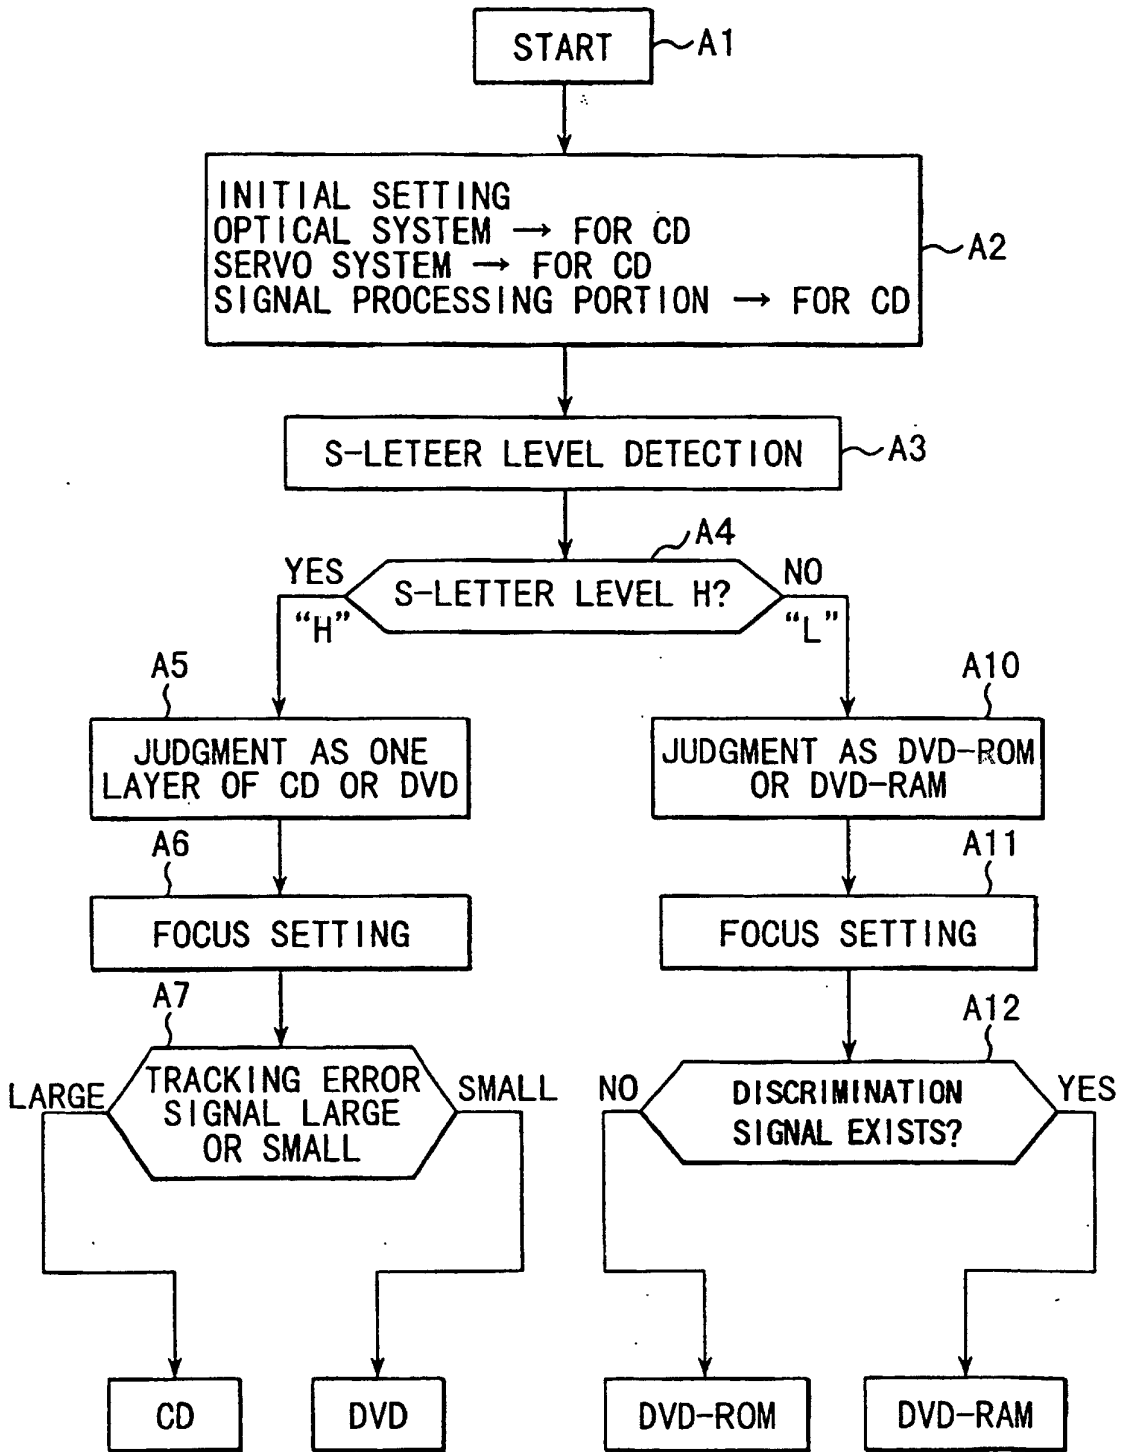 START
A1
INITIAL SETTING
OPTICAL SYSTEM → FOR CD
SERVO SYSTEM → FOR CD
SIGNAL PROCESSING PORTION → FOR CD
A2
S-LETEER LEVEL DETECTION
A3
A4
YES
S-LETTER LEVEL H?
NO
"H"
"L"
A5
JUDGMENT AS ONE
LAYER OF CD OR DVD
A10
JUDGMENT AS DVD-ROM
OR DVD-RAM
A6
FOCUS SETTING
A11
FOCUS SETTING
A7
LARGE
TRACKING ERROR
SIGNAL LARGE
OR SMALL
SMALL
A12
NO
DISCRIMINATION
SIGNAL EXISTS?
YES
CD
DVD
DVD-ROM
DVD-RAM